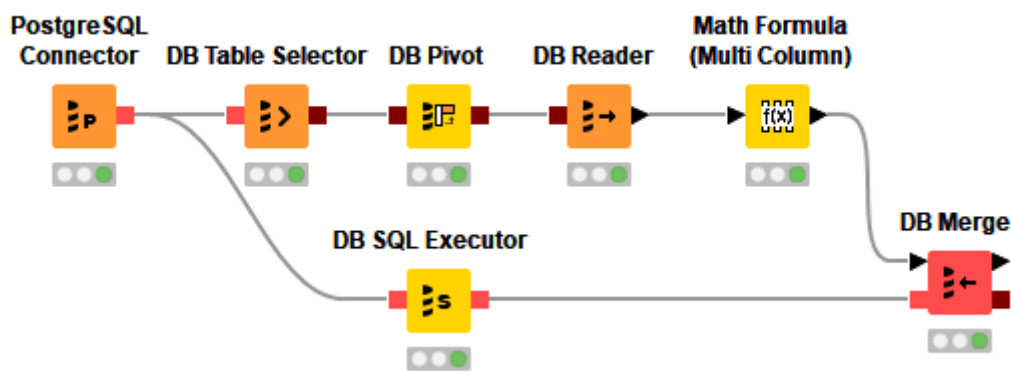 PostgreSQL
Connector
DB Table Selector
DB Pivot
DB Reader
Math Formula
(Multi Column)
P
f(x)
DB SQL Executor
DB Merge
S